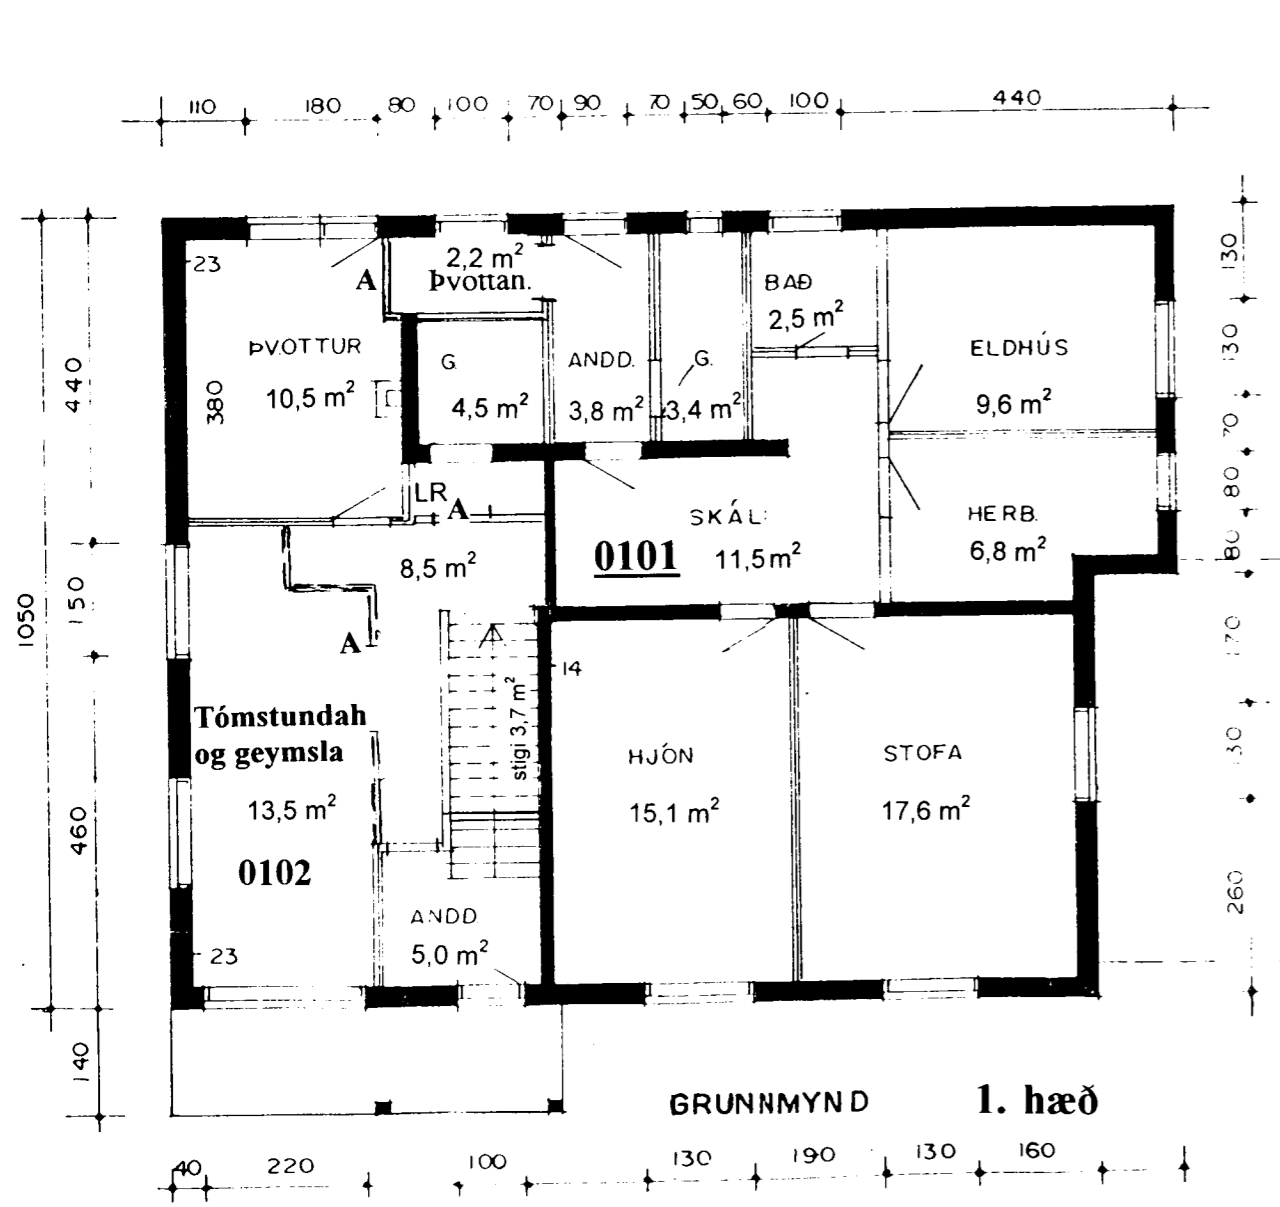 110 180 80 100 70 90 70 50 60 100 440
23
2,2 m²
A Þvottan.
BAÐ
2,5 m²
130
ÞVOTTUR
10,5 m²
380
G.
4,5 m²
ANDD.
3,8 m²
G.
3,4 m²
ELDHÚS
9,6 m²
130
440
70
LR
A
SKÁL:
0101 11,5 m²
HERB.
6,8 m²
80
80
8,5 m²
150
1050
A
14
170
stigi 3,7 m²
Tómstundah
og geymsla
13,5 m²
0102
HJÓN
15,1 m²
STOFA
17,6 m²
460
260
ANDD.
5,0 m²
23
140
GRUNNMYND 1. hæð
40 220 100 130 190 130 160